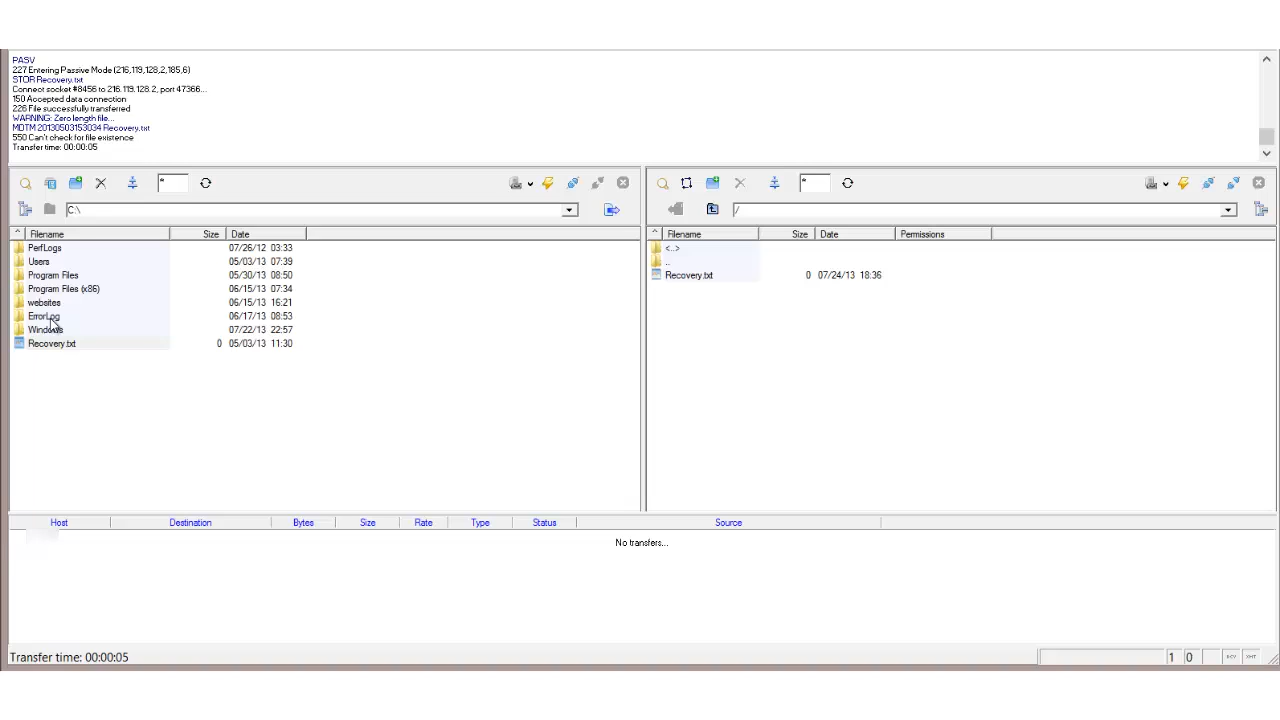 PASV
227 Entering Passive Mode (216,119,128,2,185,6)
STOR Recovery.txt
Connect socket #8456 to 216.119.128.2, port 47366...
150 Accepted data connection
226 File successfully transferred
WARNING: Zero length file...
MDTM 20130503153034 Recovery.txt
550 Can't check for file existence
Transfer time: 00:00:05
* *
C:\ /
^ Filename Size Date ^ Filename Size Date Permissions
PerfLogs 07/26/12 03:33 <..>
Users 05/03/13 07:39 ..
Program Files 05/30/13 08:50 Recovery.txt 0 07/24/13 18:36
Program Files (x86) 06/15/13 07:34
websites 06/15/13 16:21
ErrorLog 06/17/13 08:53
Windows 07/22/13 22:57
Recovery.txt 0 05/03/13 11:30
Host Destination Bytes Size Rate Type Status Source
No transfers...
Transfer time: 00:00:05 1 0